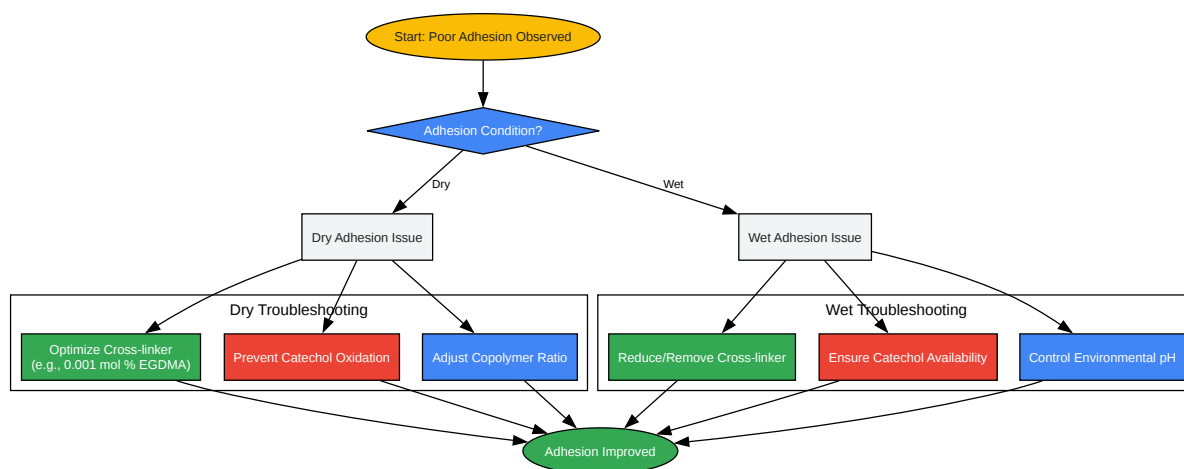 Start: Poor Adhesion Observed
Adhesion Condition?
Dry
Wet
Dry Adhesion Issue
Wet Adhesion Issue
Dry Troubleshooting
Wet Troubleshooting
Optimize Cross-linker
(e.g., 0.001 mol % EGDMA)
Prevent Catechol Oxidation
Adjust Copolymer Ratio
Reduce/Remove Cross-linker
Ensure Catechol Availability
Control Environmental pH
Adhesion Improved